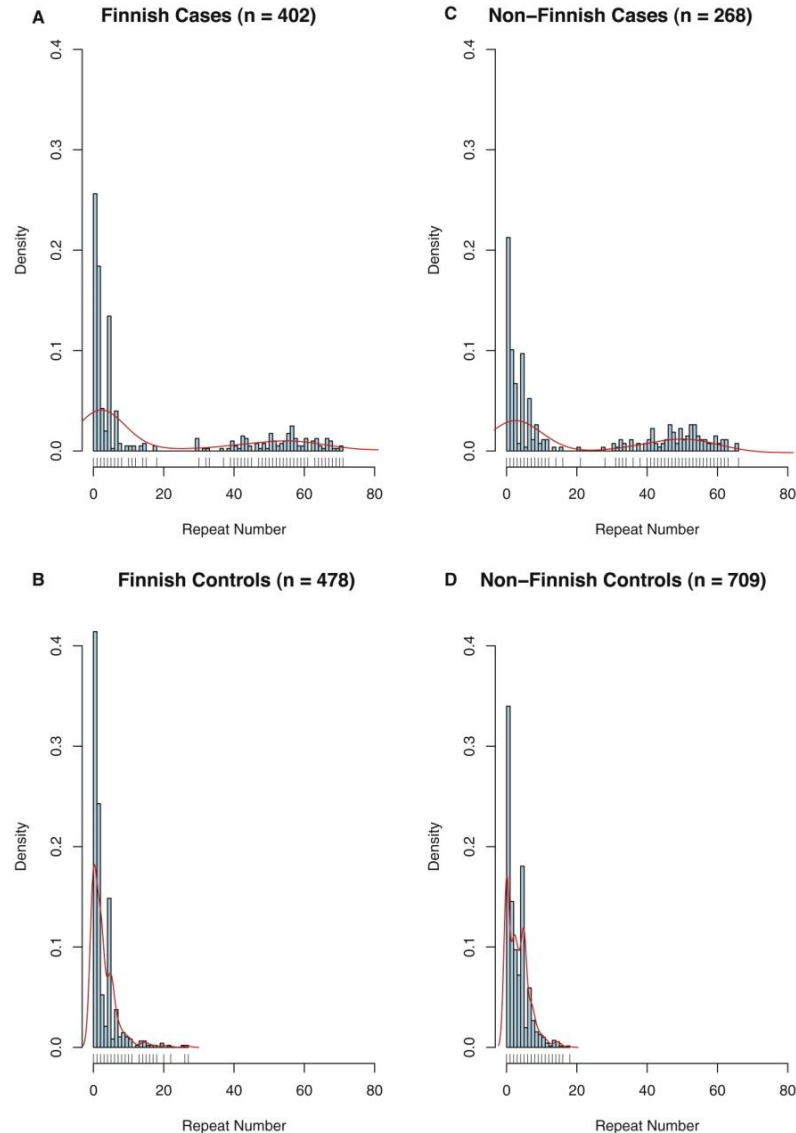 A Finnish Cases (n = 402)
0.4
0.3
0.2
0.1
0.0
Density
0 20 40 60 80
Repeat Number
C Non−Finnish Cases (n = 268)
0.4
0.3
0.2
0.1
0.0
Density
0 20 40 60 80
Repeat Number
B Finnish Controls (n = 478)
0.4
0.3
0.2
0.1
0.0
Density
0 20 40 60 80
Repeat Number
D Non−Finnish Controls (n = 709)
0.4
0.3
0.2
0.1
0.0
Density
0 20 40 60 80
Repeat Number